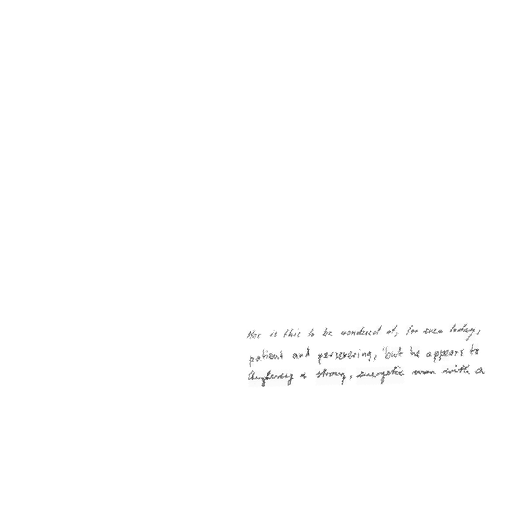 Nor is this to be wondered at, for even today,
patient and persevering, but he appears to
a strong, energetic man with a